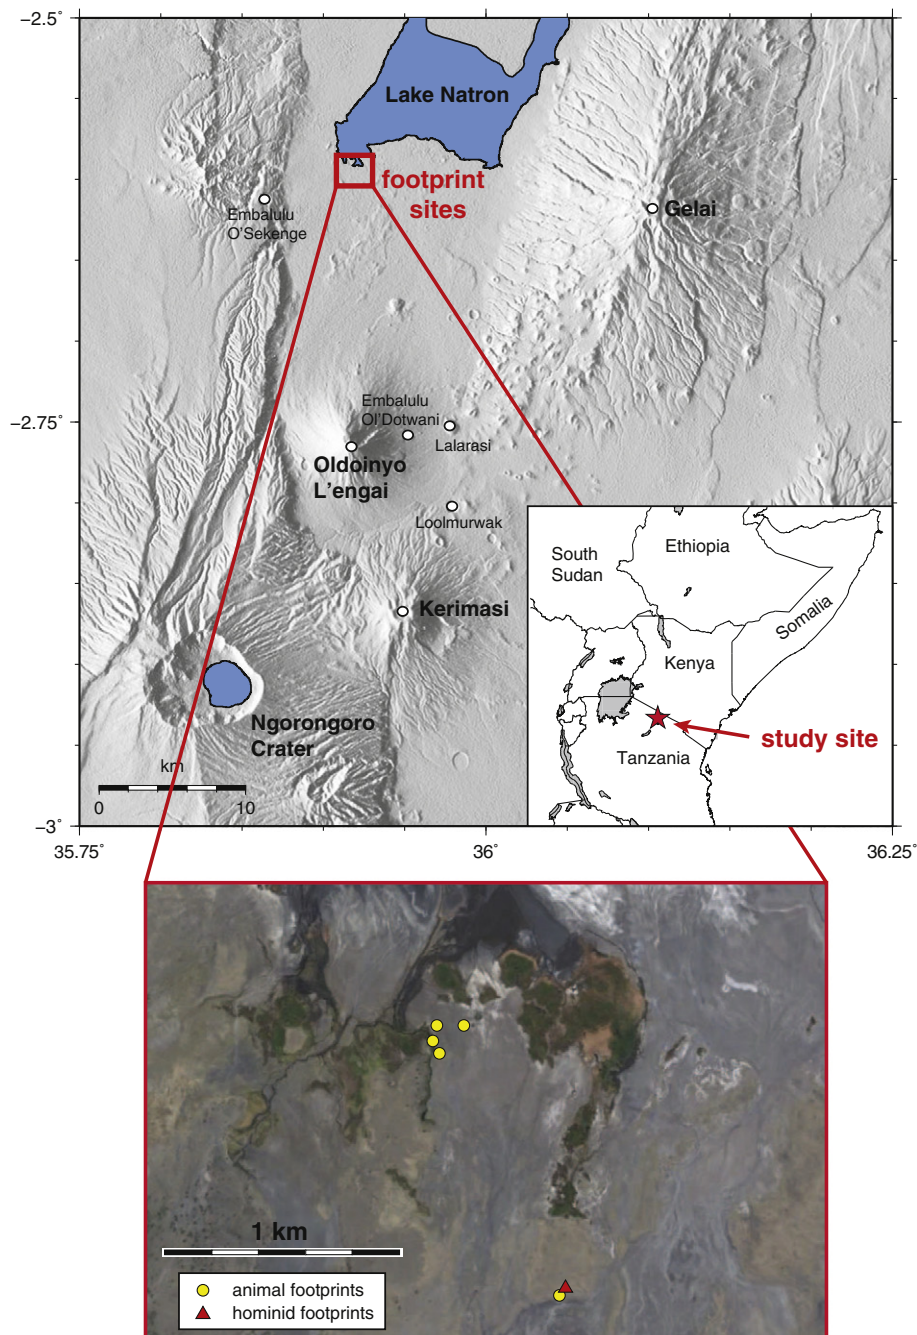 −2.5°
Lake Natron
footprint
sites
Embalulu
O'Sekenge
Gelai
−2.75°
Embalulu
Ol'Dotwani
Lalarasi
Oldoinyo
L'engai
Loolmurwak
Kerimasi
Ngorongoro
Crater
km
0
10
South
Sudan
Ethiopia
Somalia
Kenya
study site
Tanzania
−3°
35.75°
36°
36.25°
1 km
animal footprints
hominid footprints